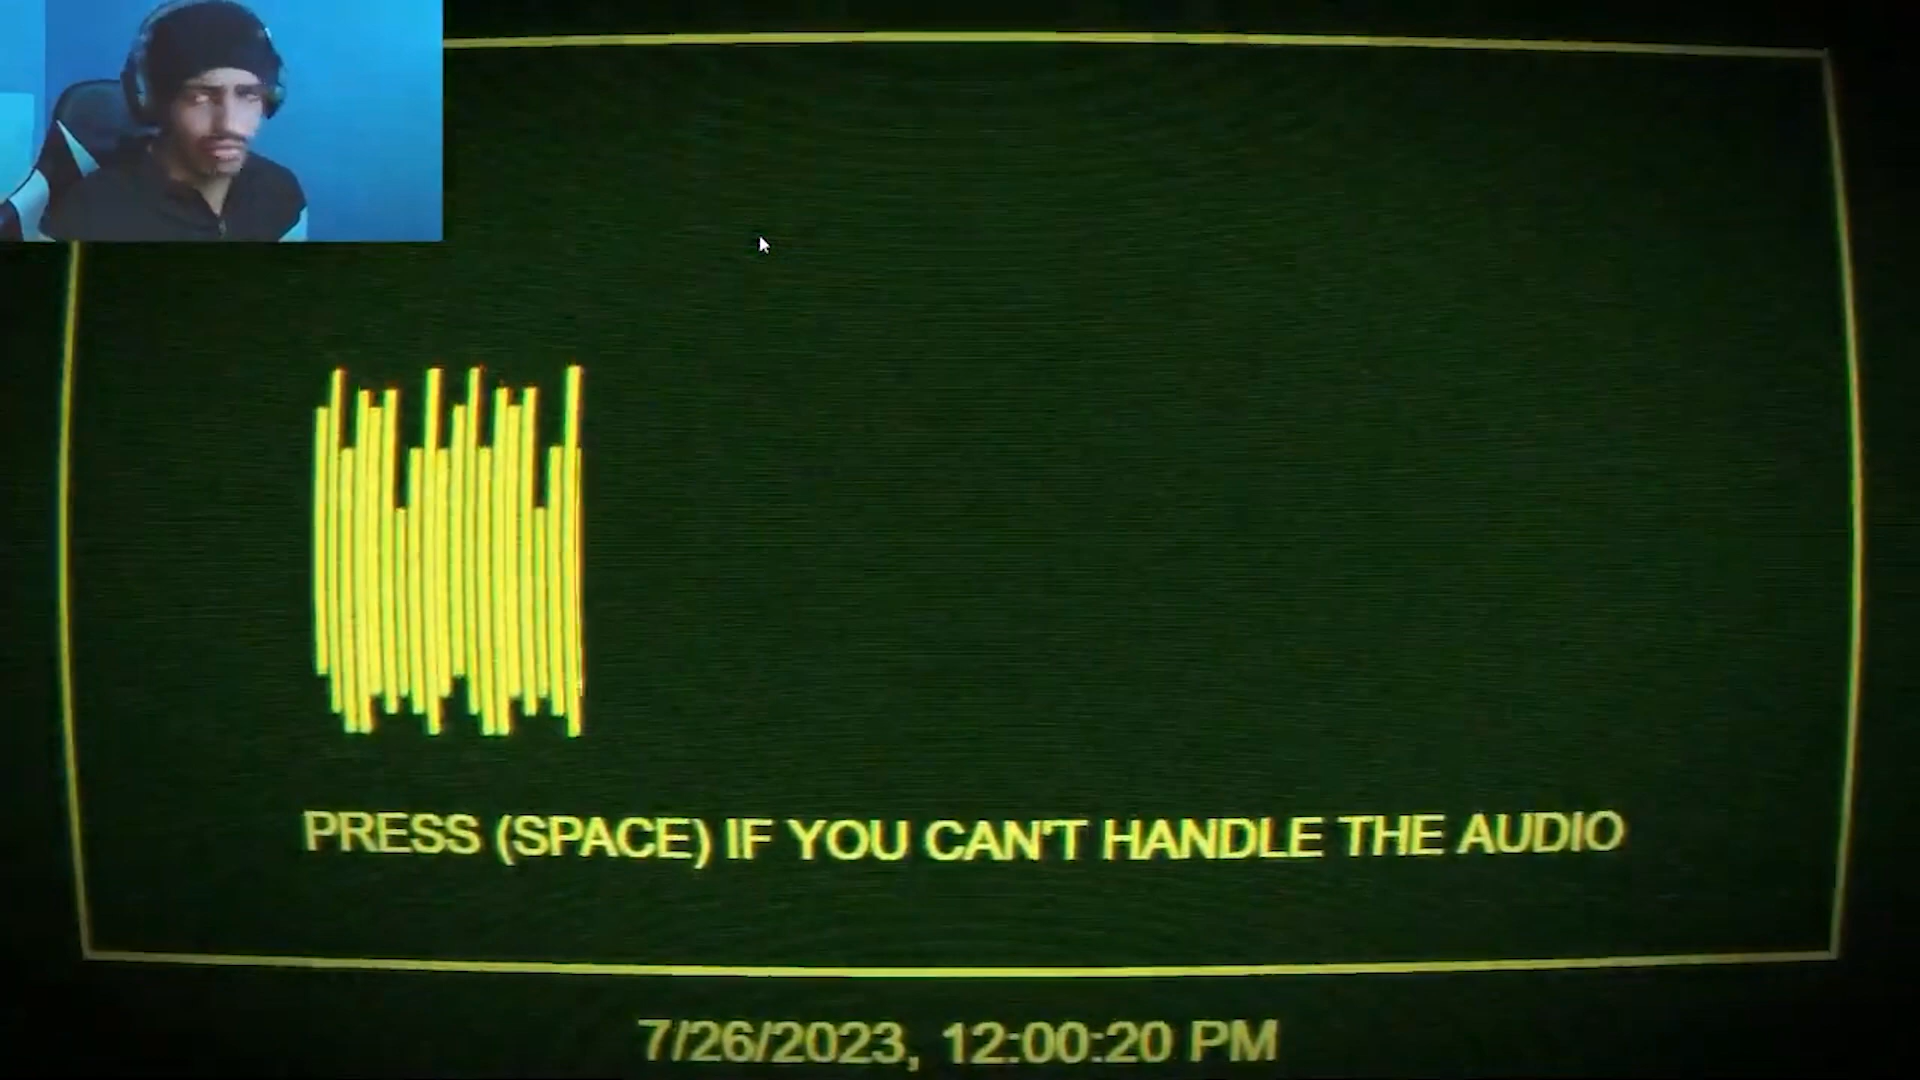 PRESS (SPACE) IF YOU CAN'T HANDLE THE AUDIO
7/26/2023, 12:00:20 PM